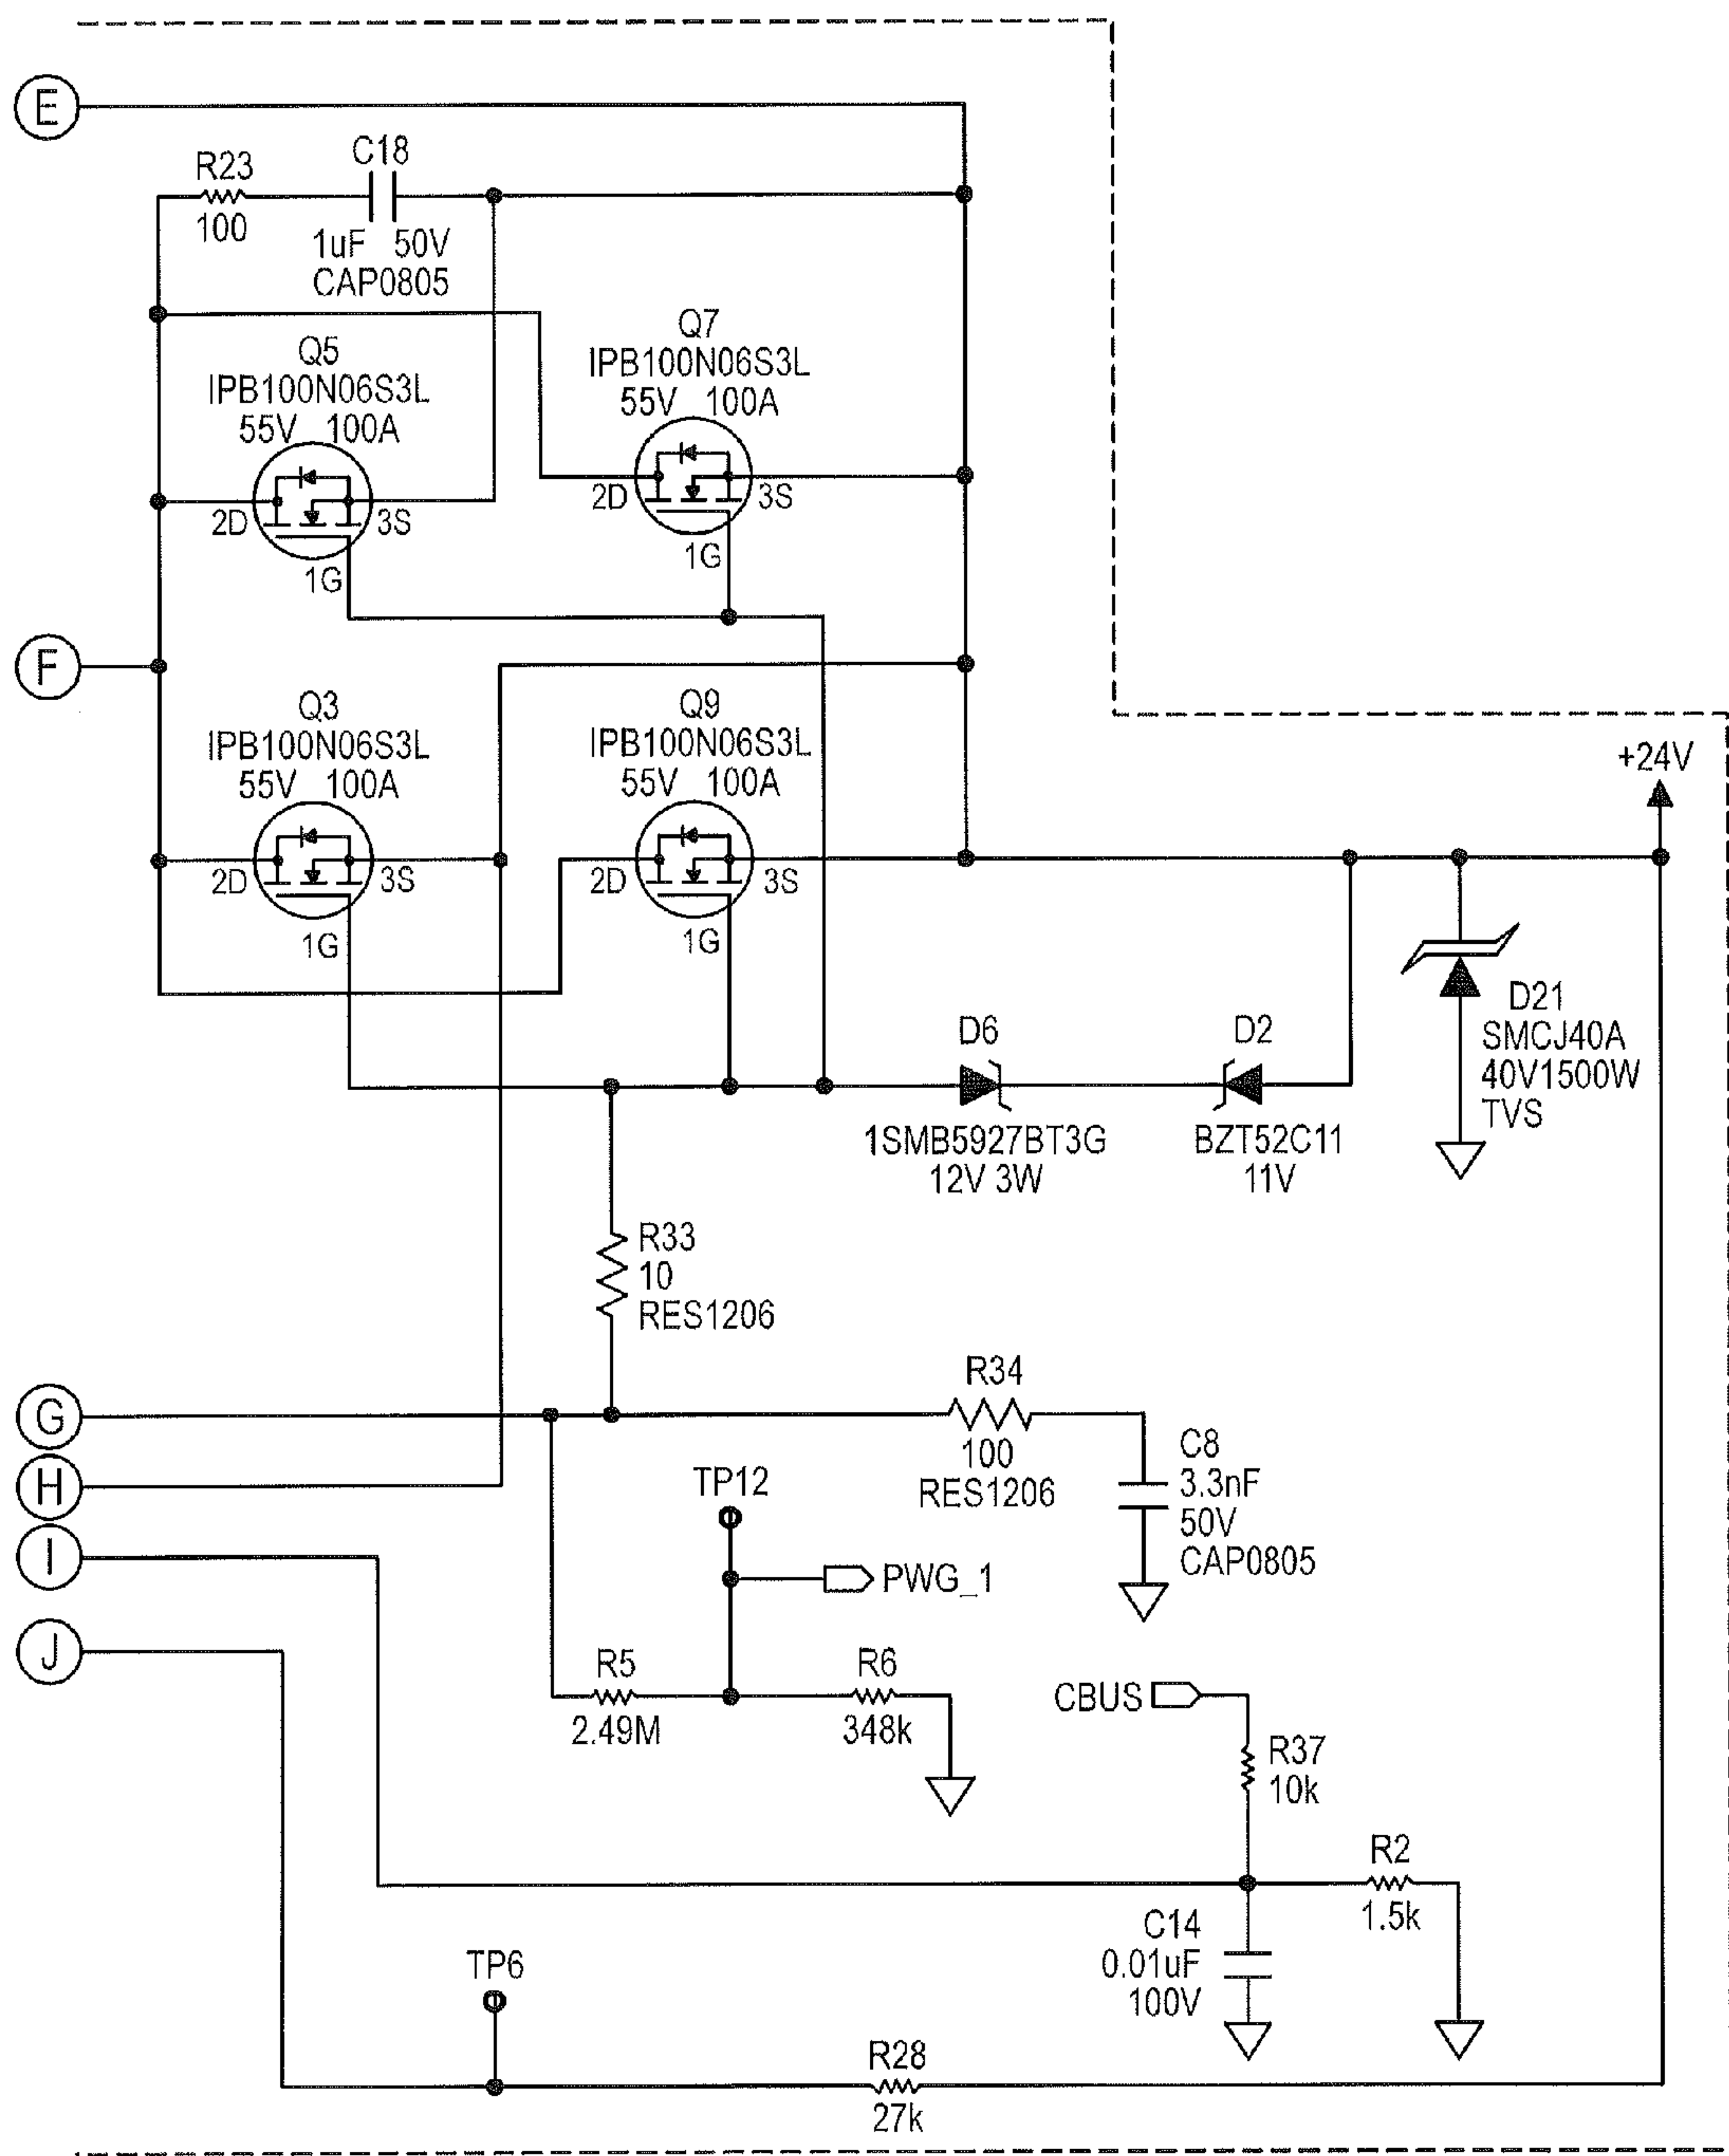 E
R23
100
C18
1uF 50V
CAP0805
Q5
IPB100N06S3L
55V 100A
2D
3S
1G
Q7
IPB100N06S3L
55V 100A
2D
3S
1G
F
Q3
IPB100N06S3L
55V 100A
2D
3S
1G
Q9
IPB100N06S3L
55V 100A
2D
3S
1G
+24V
D6
1SMB5927BT3G
12V 3W
D2
BZT52C11
11V
D21
SMCJ40A
40V1500W
TVS
R33
10
RES1206
G
R34
100
RES1206
C8
3.3nF
50V
CAP0805
H
TP12
PWG_1
I
J
R5
2.49M
R6
348k
CBUS
R37
10k
R2
1.5k
C14
0.01uF
100V
TP6
R28
27k